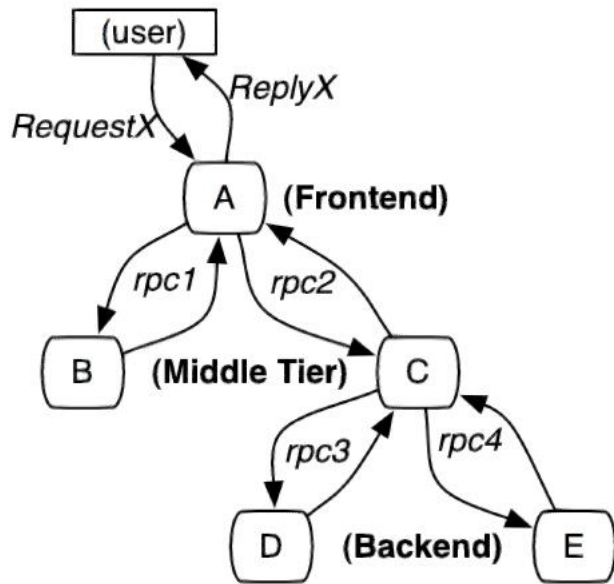 (user)
ReplyX
RequestX
A (Frontend)
rpc1 rpc2
B (Middle Tier) C
rpc3 rpc4
D (Backend) E